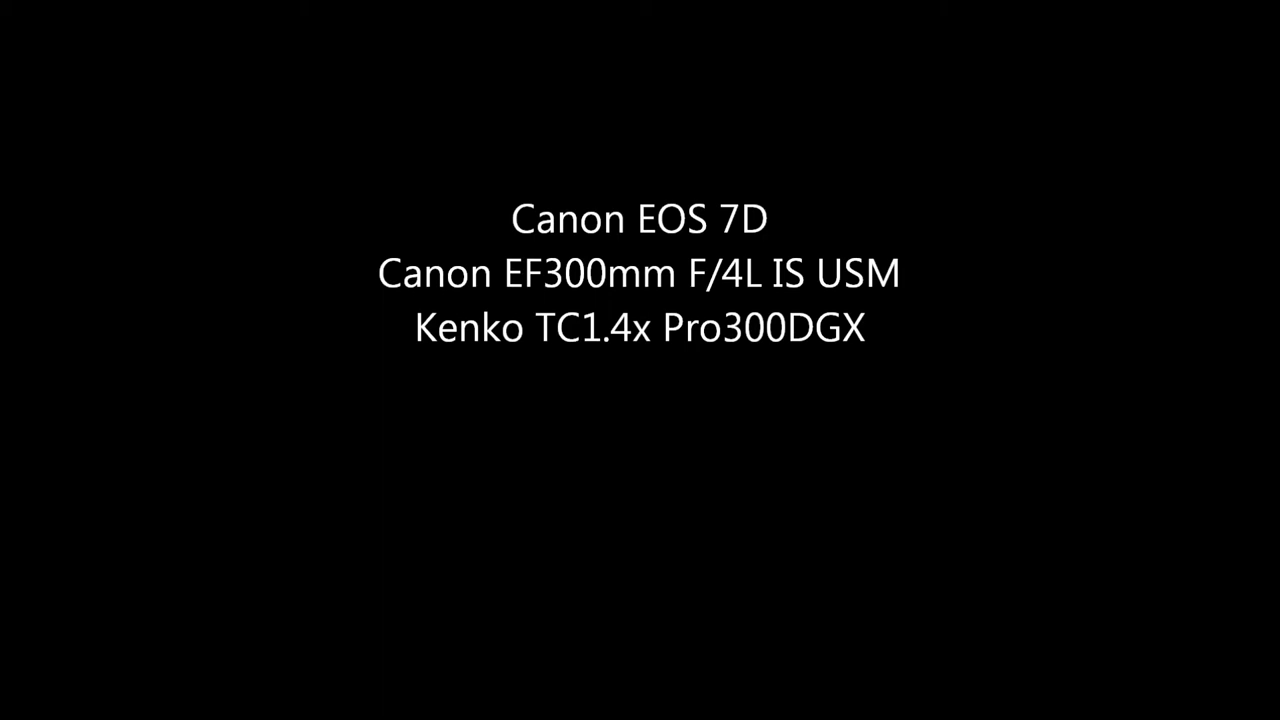 Canon EOS 7D
Canon EF300mm F/4L IS USM
Kenko TC1.4x Pro300DGX